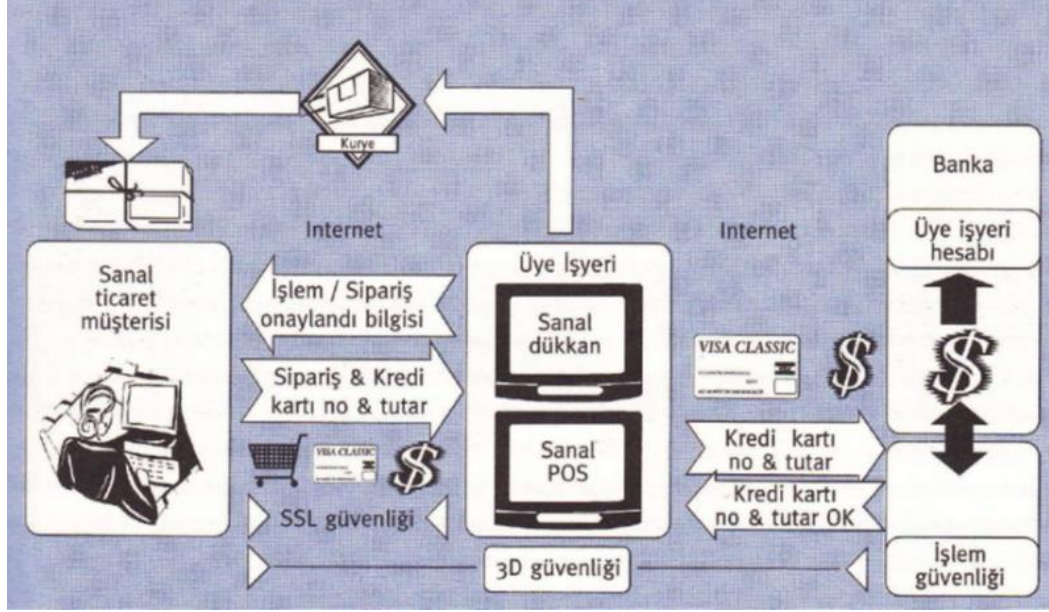 Kurye
Internet
Internet
Sanal
ticaret
müşterisi
İşlem / Sipariş
onaylandı bilgisi
Sipariş & Kredi
kartı no & tutar
VISA CLASSIC
SSL güvenliği
3D güvenliği
Üye İşyeri
Sanal
dükkan
Sanal
POS
VISA CLASSIC
Kredi kartı
no & tutar
Kredi kartı
no & tutar OK
Banka
Üye işyeri
hesabı
İşlem
güvenliği